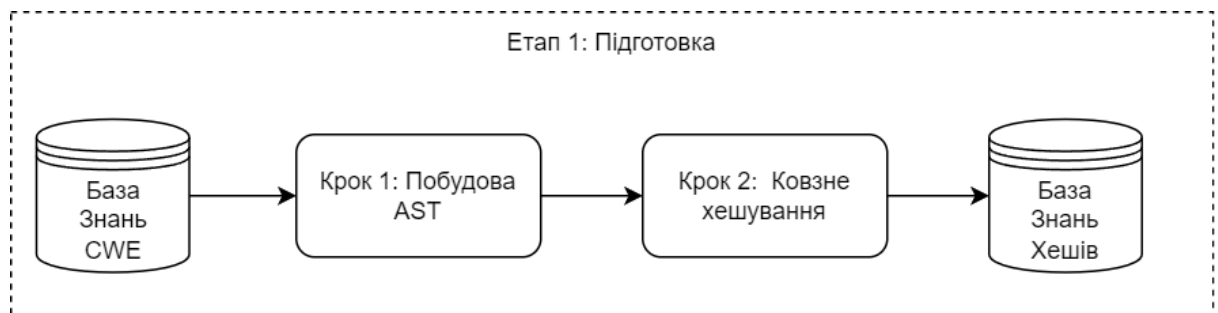 Етап 1: Підготовка
База
Знань
CWE
Крок 1: Побудова
AST
Крок 2: Ковзне
хешування
База
Знань
Хешів